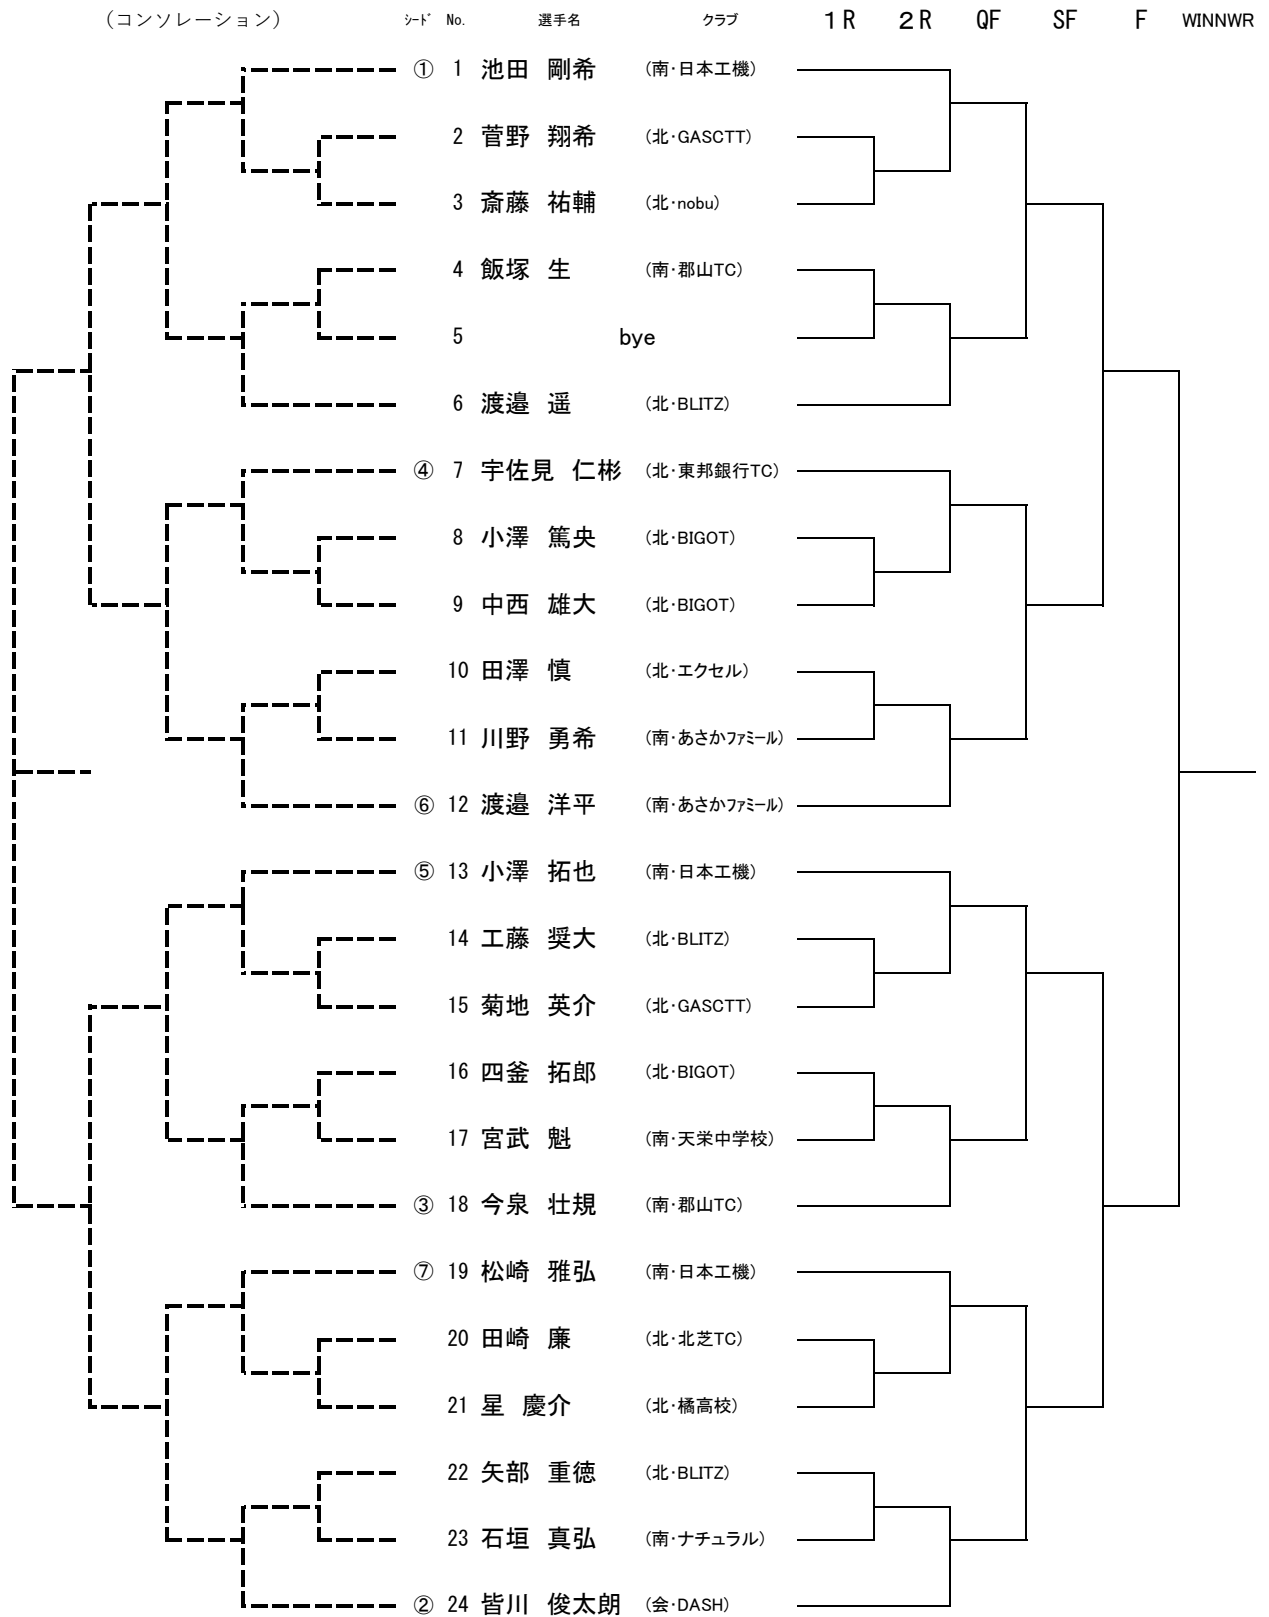 (コンソレーション) シード No. 選手名 クラブ 1R 2R QF SF F WINNWR
① 1 池田 剛希 (南・日本工機)
2 菅野 翔希 (北・GASCTT)
3 斎藤 祐輔 (北・nobu)
4 飯塚 生 (南・郡山TC)
5 bye
6 渡邉 遥 (北・BLITZ)
④ 7 宇佐見 仁彬 (北・東邦銀行TC)
8 小澤 篤央 (北・BIGOT)
9 中西 雄大 (北・BIGOT)
10 田澤 慎 (北・エクセル)
11 川野 勇希 (南・あさかファミール)
⑥ 12 渡邉 洋平 (南・あさかファミール)
⑤ 13 小澤 拓也 (南・日本工機)
14 工藤 奨大 (北・BLITZ)
15 菊地 英介 (北・GASCTT)
16 四釜 拓郎 (北・BIGOT)
17 宮武 魁 (南・天栄中学校)
③ 18 今泉 壮規 (南・郡山TC)
⑦ 19 松崎 雅弘 (南・日本工機)
20 田崎 廉 (北・北芝TC)
21 星 慶介 (北・橘高校)
22 矢部 重徳 (北・BLITZ)
23 石垣 真弘 (南・ナチュラル)
② 24 皆川 俊太朗 (会・DASH)